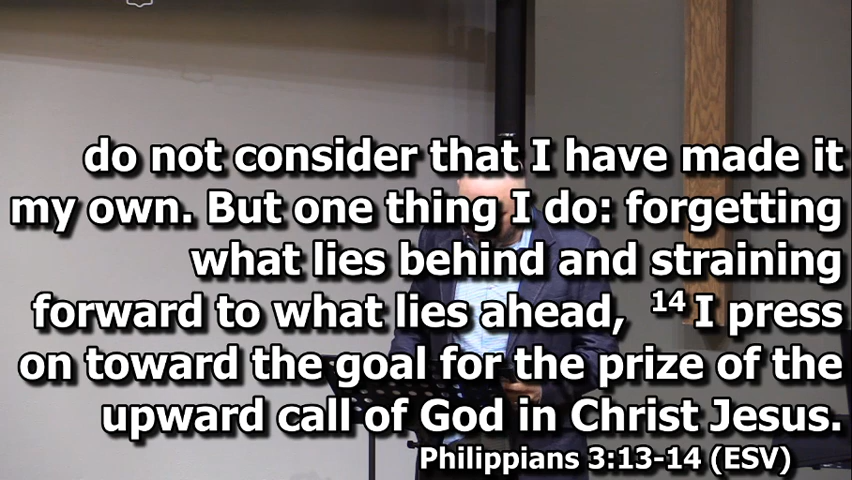 do not consider that I have made it
my own. But one thing I do: forgetting
what lies behind and straining
forward to what lies ahead, 14 I press
on toward the goal for the prize of the
upward call of God in Christ Jesus.
Philippians 3:13-14 (ESV)